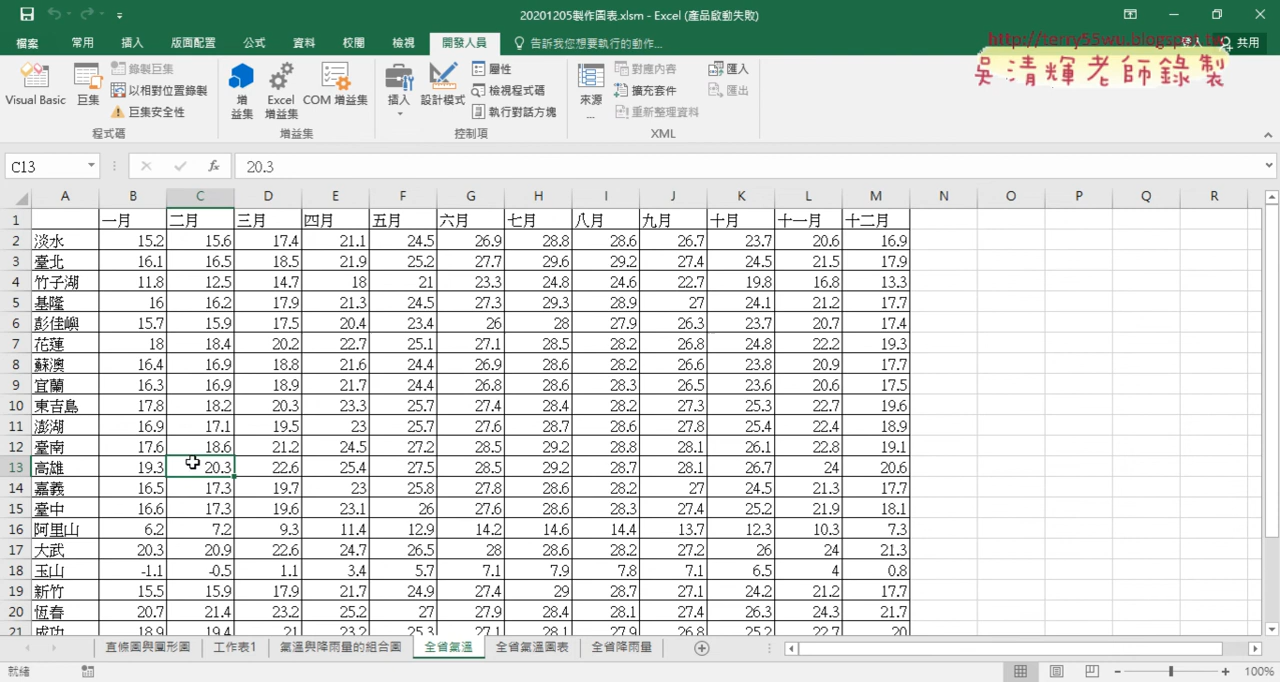 20201205製作圖表.xlsm - Excel (產品啟動失敗)
http://terry55wu.blogspot.tw
吳清輝老師錄製
檔案 常用 插入 版面配置 公式 資料 校閱 檢視 開發人員 告訴我您想要執行的動作... 登入 共用
Visual Basic 巨集 錄製巨集 以相對位置錄製 巨集安全性 程式碼
增益集 Excel 增益集 COM 增益集 增益集
插入 設計模式 屬性 檢視程式碼 執行對話方塊 控制項
來源... 對應內容 擴充套件 重新整理資料 匯入 匯出 XML
C13 fx 20.3
A B C D E F G H I J K L M N O P Q R
1 一月 二月 三月 四月 五月 六月 七月 八月 九月 十月 十一月 十二月
2 淡水 15.2 15.6 17.4 21.1 24.5 26.9 28.8 28.6 26.7 23.7 20.6 16.9
3 臺北 16.1 16.5 18.5 21.9 25.2 27.7 29.6 29.2 27.4 24.5 21.5 17.9
4 竹子湖 11.8 12.5 14.7 18 21 23.3 24.8 24.6 22.7 19.8 16.8 13.3
5 基隆 16 16.2 17.9 21.3 24.5 27.3 29.3 28.9 27 24.1 21.2 17.7
6 彭佳嶼 15.7 15.9 17.5 20.4 23.4 26 28 27.9 26.3 23.7 20.7 17.4
7 花蓮 18 18.4 20.2 22.7 25.1 27.1 28.5 28.2 26.8 24.8 22.2 19.3
8 蘇澳 16.4 16.9 18.8 21.6 24.4 26.9 28.6 28.2 26.6 23.8 20.9 17.7
9 宜蘭 16.3 16.9 18.9 21.7 24.4 26.8 28.6 28.3 26.5 23.6 20.6 17.5
10 東吉島 17.8 18.2 20.3 23.3 25.7 27.4 28.4 28.2 27.3 25.3 22.7 19.6
11 澎湖 16.9 17.1 19.5 23 25.7 27.6 28.7 28.6 27.8 25.4 22.4 18.9
12 臺南 17.6 18.6 21.2 24.5 27.2 28.5 29.2 28.8 28.1 26.1 22.8 19.1
13 高雄 19.3 20.3 22.6 25.4 27.5 28.5 29.2 28.7 28.1 26.7 24 20.6
14 嘉義 16.5 17.3 19.7 23 25.8 27.8 28.6 28.2 27 24.5 21.3 17.7
15 臺中 16.6 17.3 19.6 23.1 26 27.6 28.6 28.3 27.4 25.2 21.9 18.1
16 阿里山 6.2 7.2 9.3 11.4 12.9 14.2 14.6 14.4 13.7 12.3 10.3 7.3
17 大武 20.3 20.9 22.6 24.7 26.5 28 28.6 28.2 27.2 26 24 21.3
18 玉山 -1.1 -0.5 1.1 3.4 5.7 7.1 7.9 7.8 7.1 6.5 4 0.8
19 新竹 15.5 15.9 17.9 21.7 24.9 27.4 29 28.7 27.1 24.2 21.2 17.7
20 恆春 20.7 21.4 23.2 25.2 27 27.9 28.4 28.1 27.4 26.3 24.3 21.7
21 成功 18.9 19.4 21 23.2 25.3 27.1 28.1 27.9 26.8 25.2 22.7 20
直條圖與圓形圖 工作表1 氣溫與降雨量的組合圖 全省氣溫 全省氣溫圖表 全省降雨量
就緒 100%